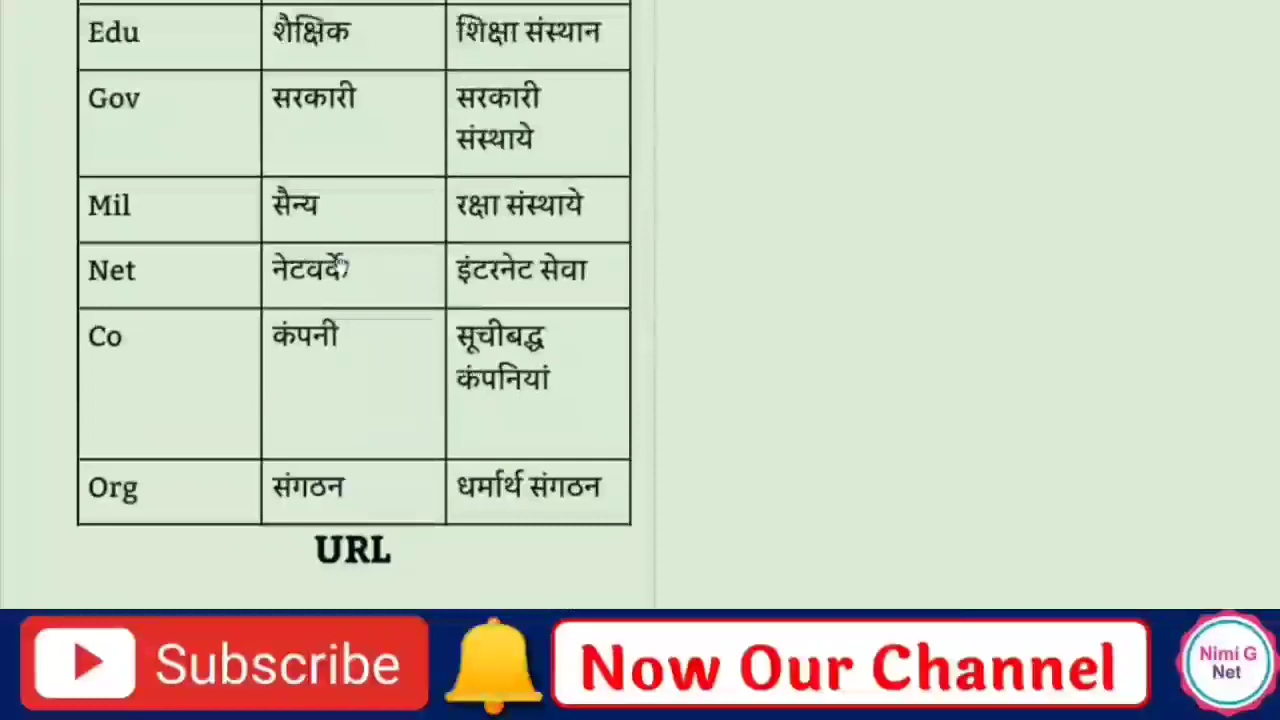 Edu शैक्षिक शिक्षा संस्थान
Gov सरकारी सरकारी
संस्थाये
Mil सैन्य रक्षा संस्थाये
Net नेटवर्क इंटरनेट सेवा
Co कंपनी सूचीबद्ध
कंपनियां
Org संगठन धर्मार्थ संगठन
URL
Subscribe Now Our Channel
Nimi G
Net